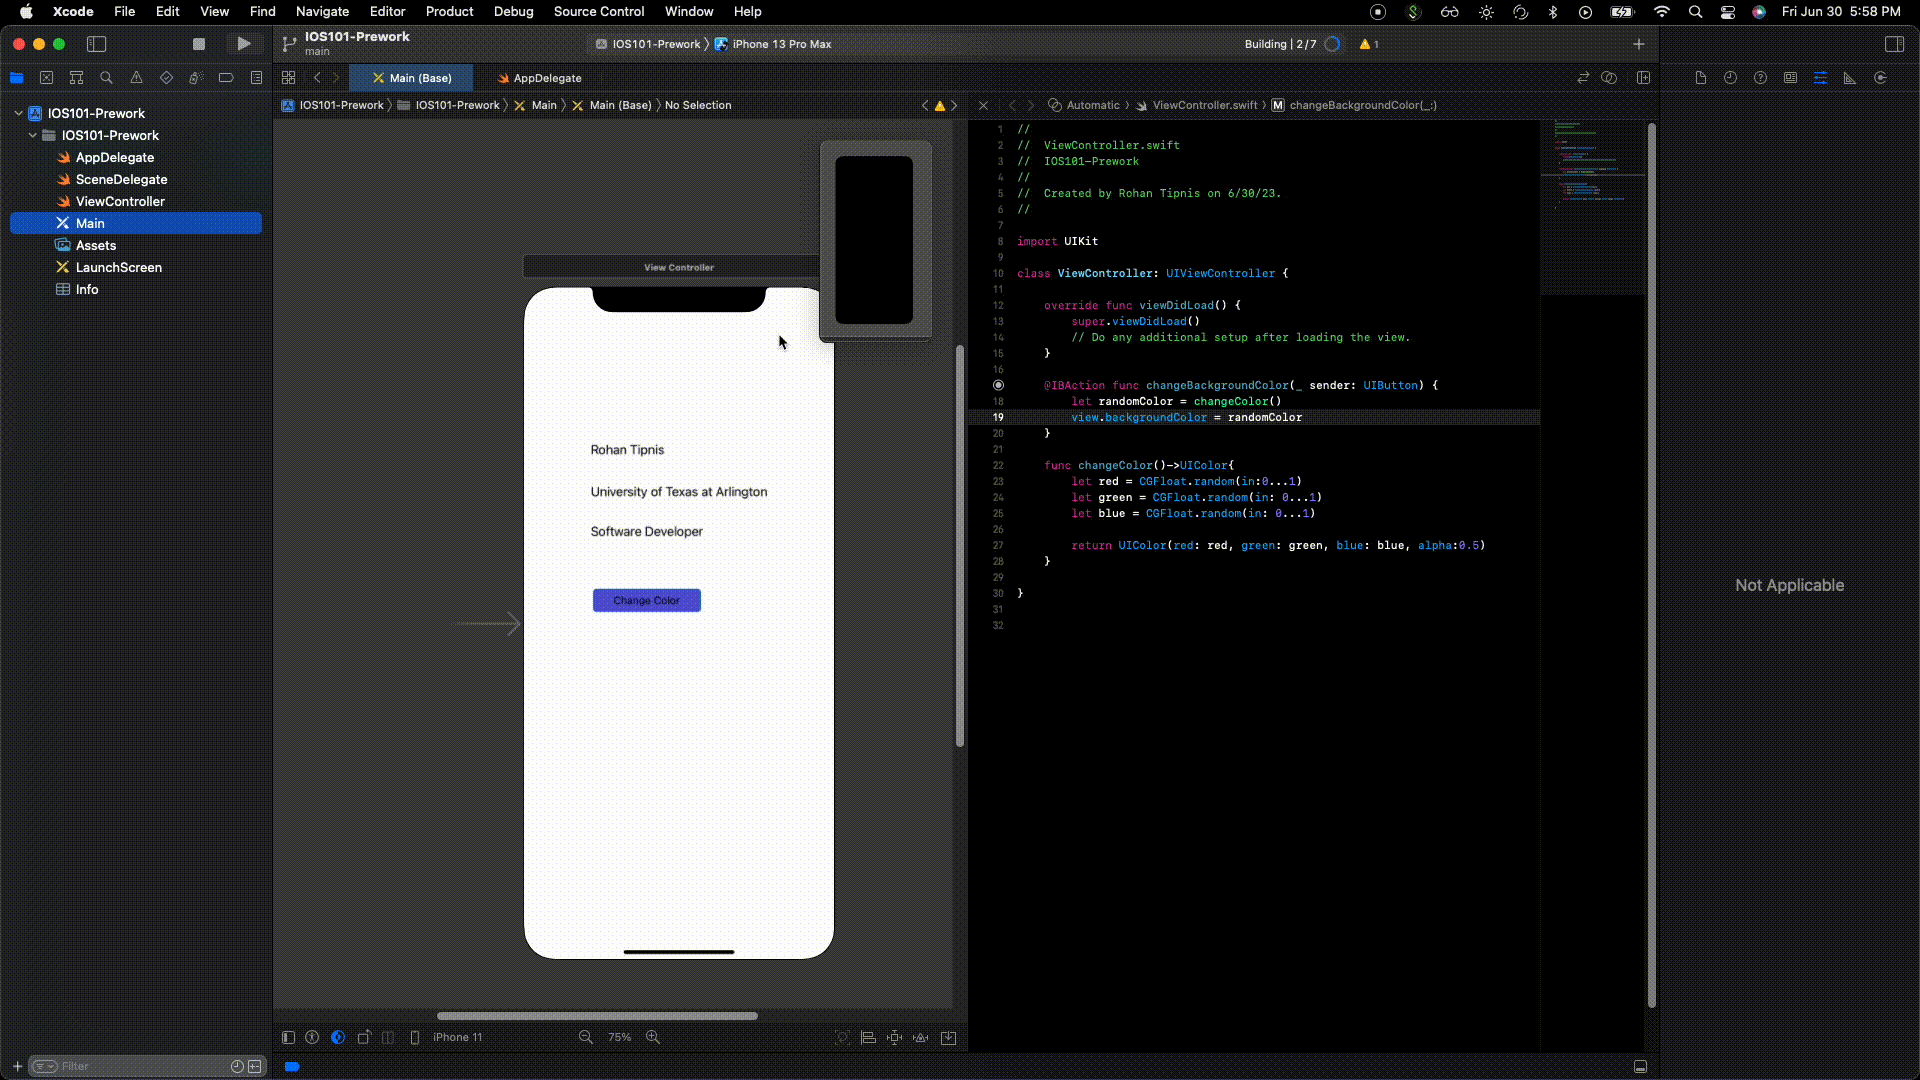 Xcode File Edit View Find Navigate Editor Product Debug Source Control Window Help
Fri Jun 30 5:58 PM
IOS101-Prework
main
IOS101-Prework 〉 iPhone 13 Pro Max
Building | 2/7
1
Main (Base)
AppDelegate
IOS101-Prework 〉 IOS101-Prework 〉 Main 〉 Main (Base) 〉 No Selection
Automatic 〉 ViewController.swift 〉 M changeBackgroundColor(_:)
IOS101-Prework
IOS101-Prework
AppDelegate
SceneDelegate
ViewController
Main
Assets
LaunchScreen
Info
Filter
View Controller
Rohan Tipnis
University of Texas at Arlington
Software Developer
Change Color
iPhone 11
75%
1 //
2 // ViewController.swift
3 // IOS101-Prework
4 //
5 // Created by Rohan Tipnis on 6/30/23.
6 //
7
8 import UIKit
9
10 class ViewController: UIViewController {
11
12 override func viewDidLoad() {
13 super.viewDidLoad()
14 // Do any additional setup after loading the view.
15 }
16
@IBAction func changeBackgroundColor(_ sender: UIButton) {
18 let randomColor = changeColor()
19 view.backgroundColor = randomColor
20 }
21
22 func changeColor()->UIColor{
23 let red = CGFloat.random(in:0...1)
24 let green = CGFloat.random(in: 0...1)
25 let blue = CGFloat.random(in: 0...1)
26
27 return UIColor(red: red, green: green, blue: blue, alpha:0.5)
28 }
29
30 }
31
32
Not Applicable